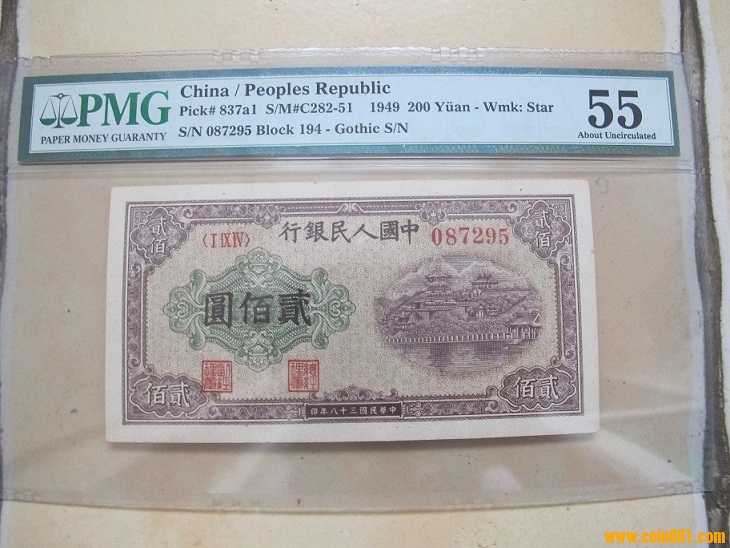 PMG
PAPER MONEY GUARANTY
China / Peoples Republic
Pick# 837a1 S/M#C282-51 1949 200 Yüan - Wmk: Star
S/N 087295 Block 194 - Gothic S/N
55
About Uncirculated
貳佰
〈I IX IV〉
中國人民銀行
087295
貳佰
貳佰圓
貳佰
中華民國三十八年印
貳佰
www.coin001.com